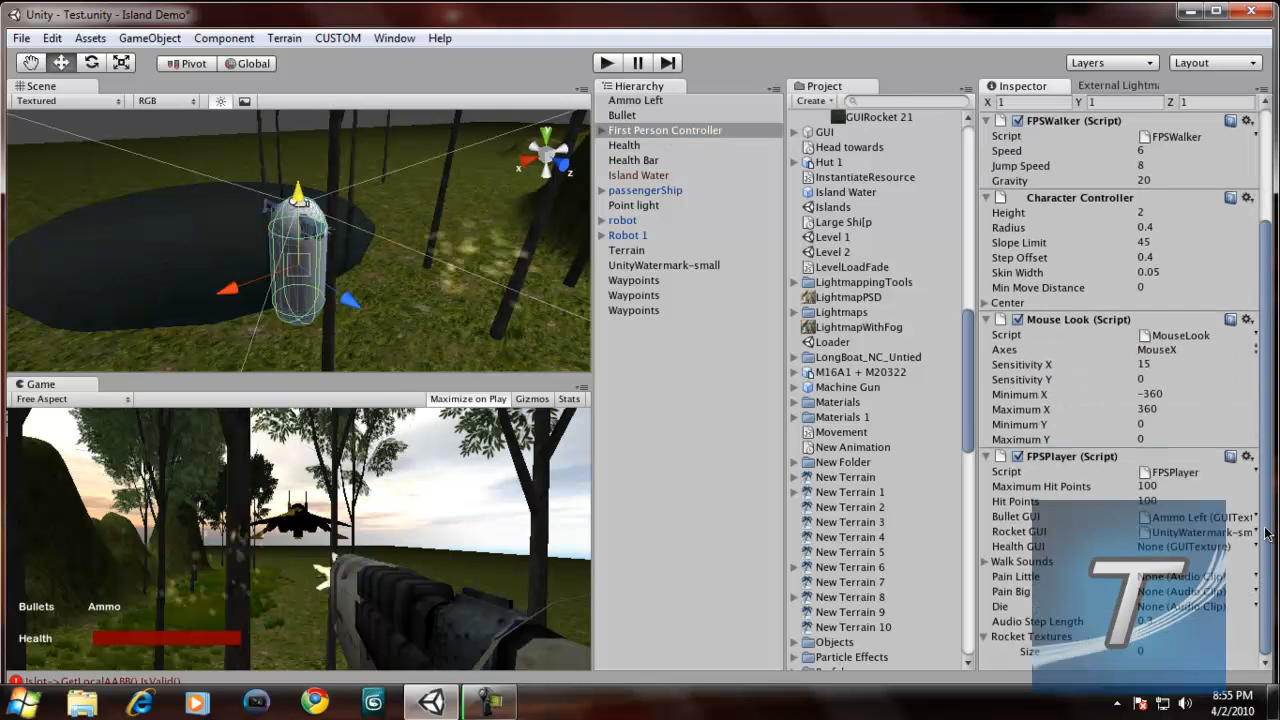 Unity - Test.unity - Island Demo*
File Edit Assets GameObject Component Terrain CUSTOM Window Help
Pivot Global Layers Layout
Scene
Textured RGB
x y z
Game
Free Aspect Maximize on Play Gizmos Stats
Bullets Ammo
Health
IsInt->GetLocalAABB().IsValid()
Hierarchy
Ammo Left
Bullet
First Person Controller
Health
Health Bar
Island Water
passengerShip
Point light
robot
Robot 1
Terrain
UnityWatermark-small
Waypoints
Waypoints
Waypoints
Project
Create
GUIRocket 21
GUI
Head towards
Hut 1
InstantiateResource
Island Water
Islands
Large Shi[p
Level 1
Level 2
LevelLoadFade
LightmappingTools
LightmapPSD
Lightmaps
LightmapWithFog
Loader
LongBoat_NC_Untied
M16A1 + M20322
Machine Gun
Materials
Materials 1
Movement
New Animation
New Folder
New Terrain
New Terrain 1
New Terrain 2
New Terrain 3
New Terrain 4
New Terrain 5
New Terrain 6
New Terrain 7
New Terrain 8
New Terrain 9
New Terrain 10
Objects
Particle Effects
Inspector External Lightm
X 1 Y 1 Z 1
FPSWalker (Script)
Script FPSWalker
Speed 6
Jump Speed 8
Gravity 20
Character Controller
Height 2
Radius 0.4
Slope Limit 45
Step Offset 0.4
Skin Width 0.05
Min Move Distance 0
Center
Mouse Look (Script)
Script MouseLook
Axes MouseX
Sensitivity X 15
Sensitivity Y 0
Minimum X -360
Maximum X 360
Minimum Y 0
Maximum Y 0
FPSPlayer (Script)
Script FPSPlayer
Maximum Hit Points 100
Hit Points 100
Bullet GUI Ammo Left (GUIText
Rocket GUI UnityWatermark-sm
Health GUI None (GUITexture)
Walk Sounds
Pain Little None (Audio Clip)
Pain Big None (Audio Clip)
Die None (Audio Clip)
Audio Step Length 0.3
Rocket Textures
Size 0
T
8:55 PM
4/2/2010